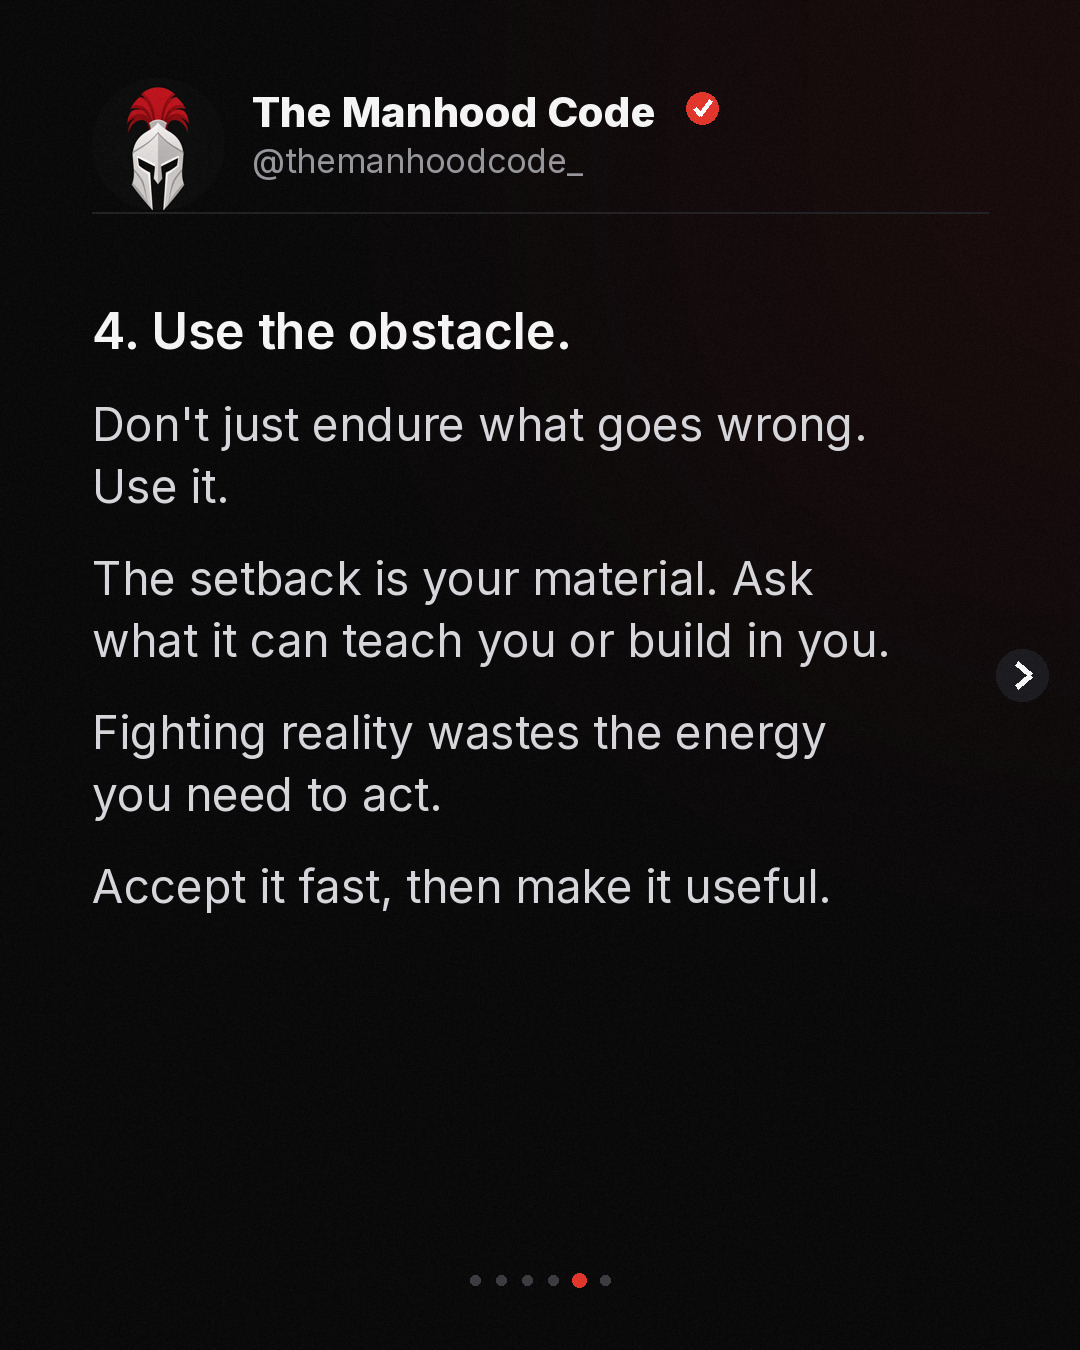 The Manhood Code
@themanhoodcode_
4. Use the obstacle.
Don't just endure what goes wrong.
Use it.
The setback is your material. Ask
what it can teach you or build in you.
Fighting reality wastes the energy
you need to act.
Accept it fast, then make it useful.